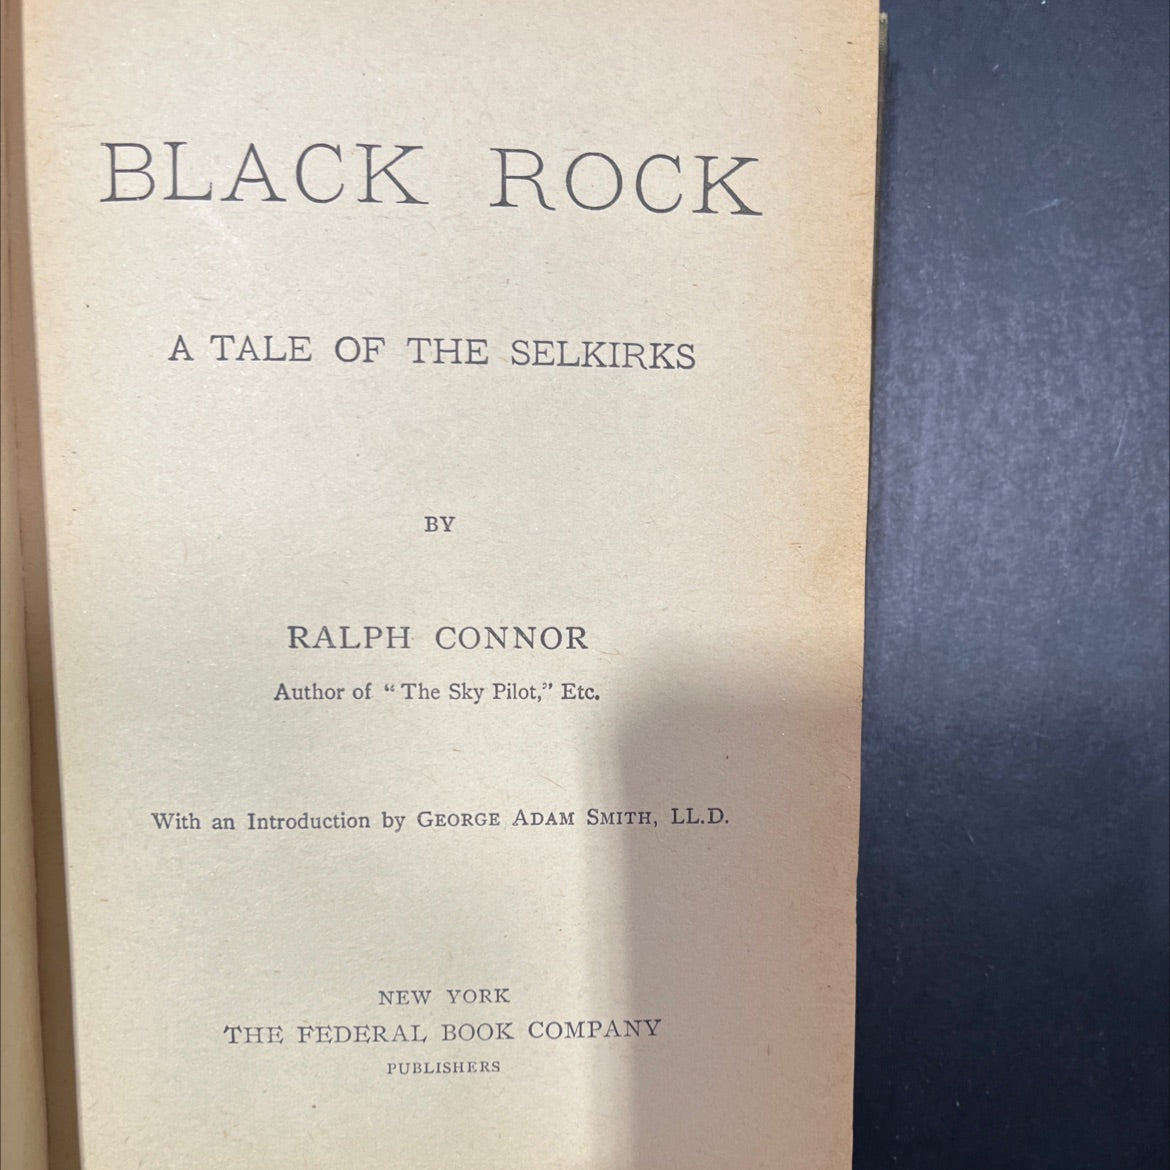 BLACK ROCK
A TALE OF THE SELKIRKS
BY
RALPH CONNOR
Author of “The Sky Pilot,” Etc.
With an Introduction by GEORGE ADAM SMITH, LL.D.
NEW YORK
THE FEDERAL BOOK COMPANY
PUBLISHERS